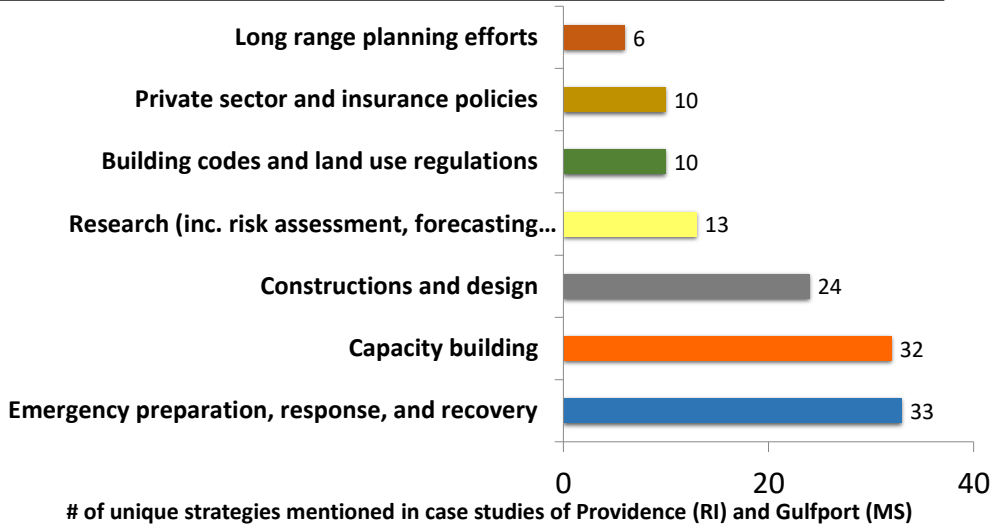 Long range planning efforts 6
Private sector and insurance policies 10
Building codes and land use regulations 10
Research (inc. risk assessment, forecasting… 13
Constructions and design 24
Capacity building 32
Emergency preparation, response, and recovery 33
0 20 40
# of unique strategies mentioned in case studies of Providence (RI) and Gulfport (MS)